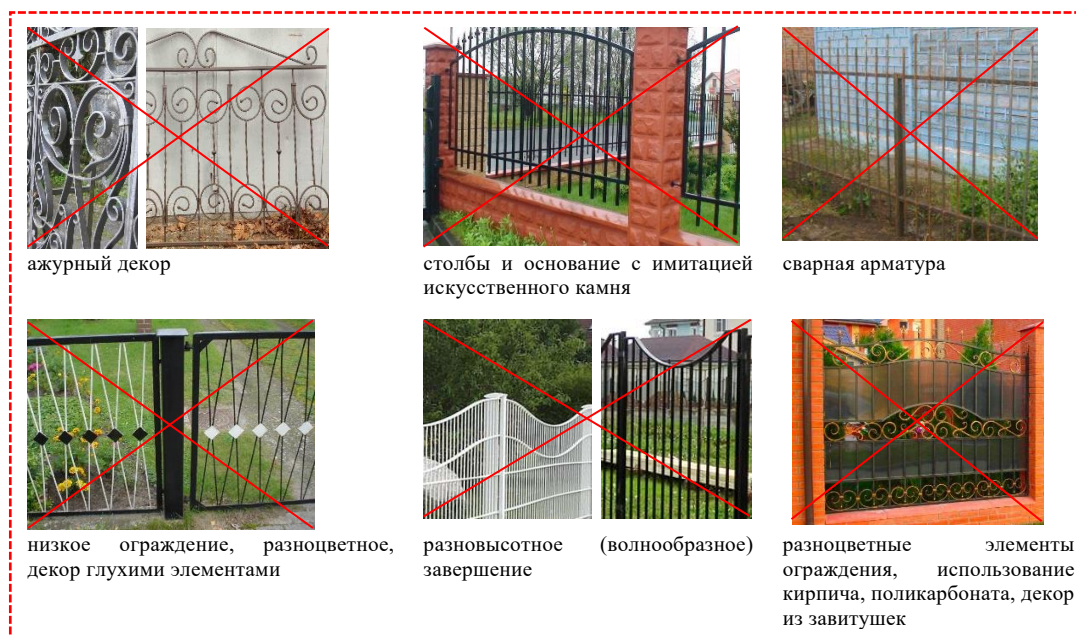 ажурный декор
столбы и основание с имитацией
искусственного камня
сварная арматура
низкое ограждение, разноцветное,
декор глухими элементами
разновысотное (волнообразное)
завершение
разноцветные элементы
ограждения, использование
кирпича, поликарбоната, декор
из завитушек